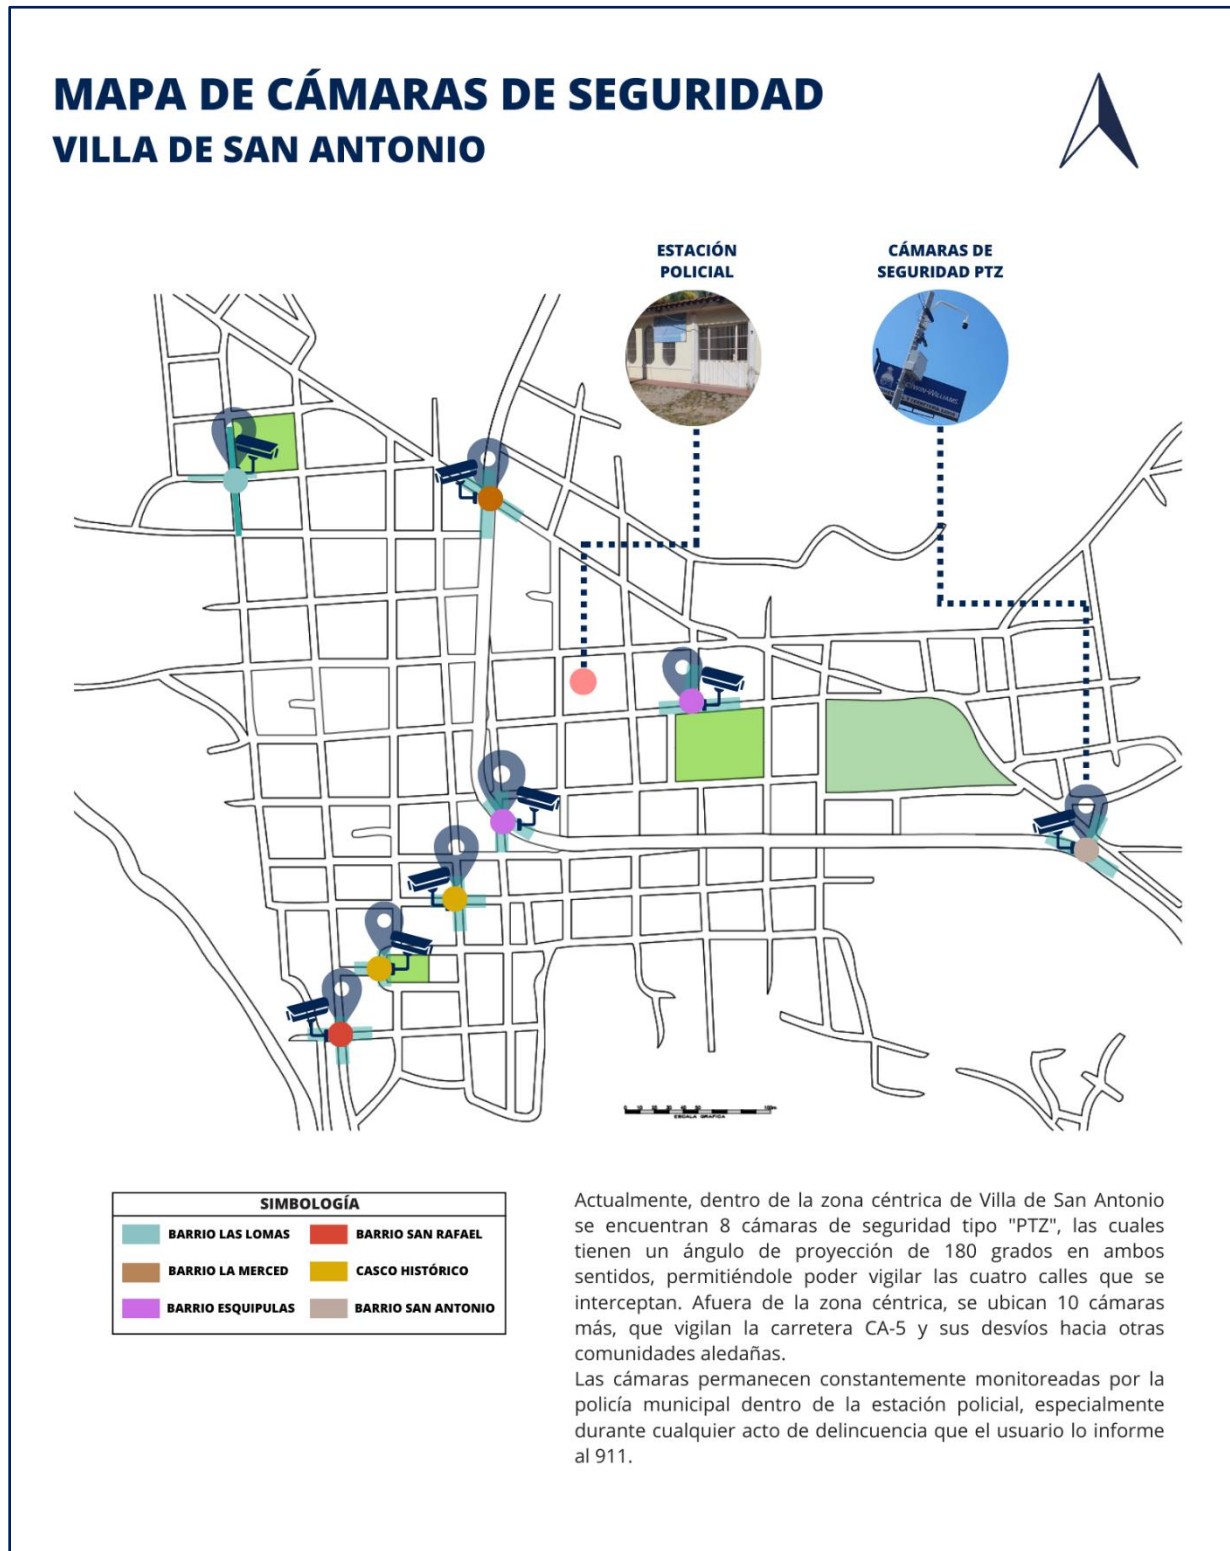 MAPA DE CÁMARAS DE SEGURIDAD
VILLA DE SAN ANTONIO
ESTACIÓN
POLICIAL
CÁMARAS DE
SEGURIDAD PTZ
ESCALA GRAFICA
SIMBOLOGÍA
BARRIO LAS LOMAS
BARRIO SAN RAFAEL
BARRIO LA MERCED
CASCO HISTÓRICO
BARRIO ESQUIPULAS
BARRIO SAN ANTONIO
Actualmente, dentro de la zona céntrica de Villa de San Antonio
se encuentran 8 cámaras de seguridad tipo "PTZ", las cuales
tienen un ángulo de proyección de 180 grados en ambos
sentidos, permitiéndole poder vigilar las cuatro calles que se
interceptan. Afuera de la zona céntrica, se ubican 10 cámaras
más, que vigilan la carretera CA-5 y sus desvíos hacia otras
comunidades aledañas.
Las cámaras permanecen constantemente monitoreadas por la
policía municipal dentro de la estación policial, especialmente
durante cualquier acto de delincuencia que el usuario lo informe
al 911.